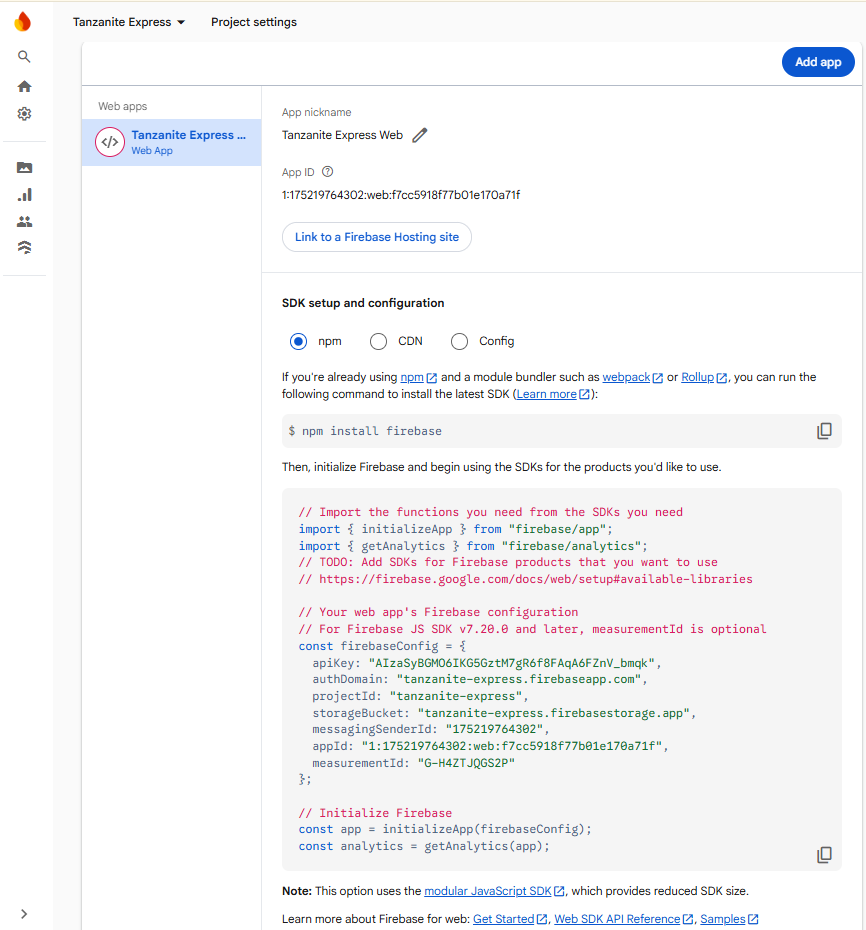 Tanzanite Express
Project settings
Add app
Web apps
Tanzanite Express ...
Web App
App nickname
Tanzanite Express Web
App ID
1:175219764302:web:f7cc5918f77b01e170a71f
Link to a Firebase Hosting site
SDK setup and configuration
npm
CDN
Config
If you're already using npm and a module bundler such as webpack or Rollup, you can run the
following command to install the latest SDK (Learn more):
$ npm install firebase
Then, initialize Firebase and begin using the SDKs for the products you'd like to use.
// Import the functions you need from the SDKs you need
import { initializeApp } from "firebase/app";
import { getAnalytics } from "firebase/analytics";
// TODO: Add SDKs for Firebase products that you want to use
// https://firebase.google.com/docs/web/setup#available-libraries
// Your web app's Firebase configuration
// For Firebase JS SDK v7.20.0 and later, measurementId is optional
const firebaseConfig = {
apiKey: "AIzaSyBGMO6IKG5GztM7gR6f8FAqA6FZnV_bmqk",
authDomain: "tanzanite-express.firebaseapp.com",
projectId: "tanzanite-express",
storageBucket: "tanzanite-express.firebasestorage.app",
messagingSenderId: "175219764302",
appId: "1:175219764302:web:f7cc5918f77b01e170a71f",
measurementId: "G-H4ZTJQGS2P"
};
// Initialize Firebase
const app = initializeApp(firebaseConfig);
const analytics = getAnalytics(app);
Note: This option uses the modular JavaScript SDK, which provides reduced SDK size.
Learn more about Firebase for web: Get Started, Web SDK API Reference, Samples